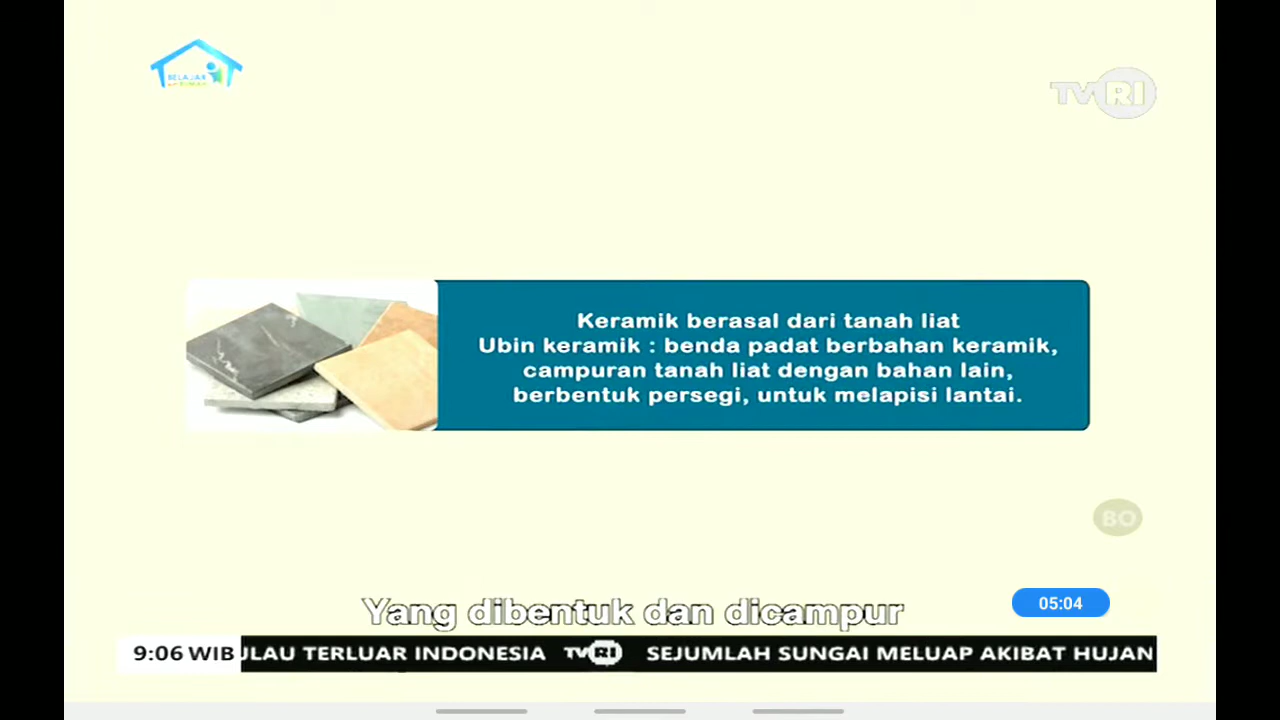 BELAJAR
TVRI
Keramik berasal dari tanah liat
Ubin keramik : benda padat berbahan keramik,
campuran tanah liat dengan bahan lain,
berbentuk persegi, untuk melapisi lantai.
BO
Yang dibentuk dan dicampur
05:04
9:06 WIB ULAU TERLUAR INDONESIA TVRI SEJUMLAH SUNGAI MELUAP AKIBAT HUJAN